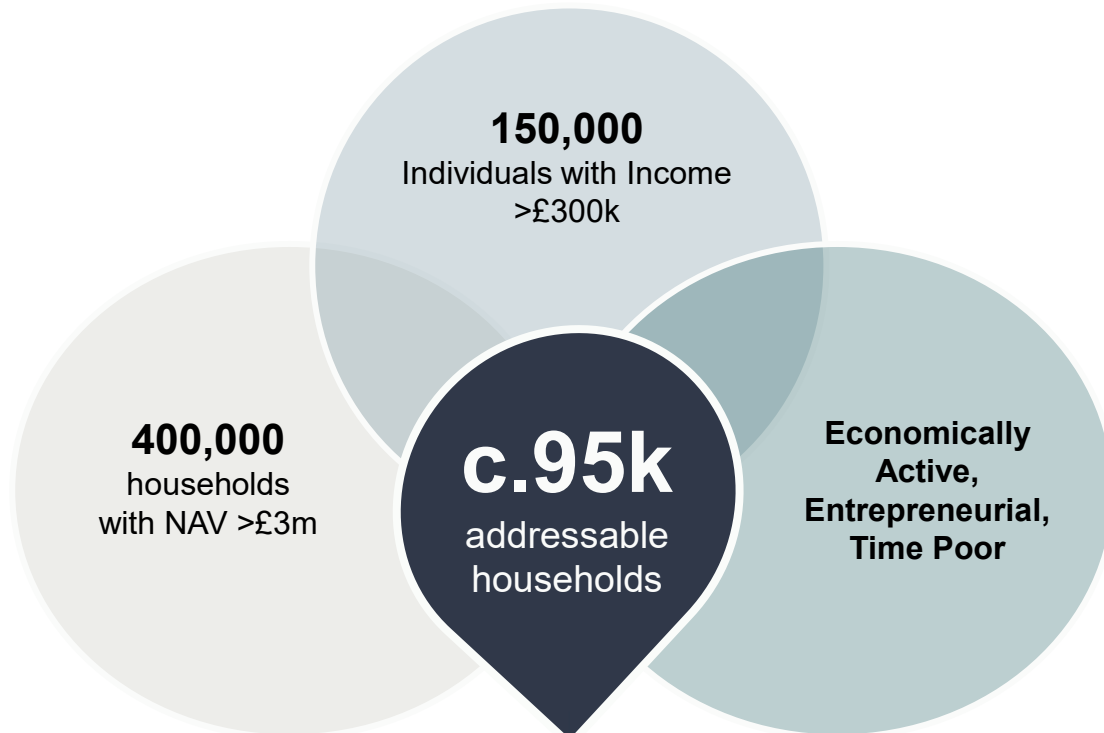 150,000
Individuals with Income
>£300k
400,000
households
with NAV >£3m
c.95k
addressable
households
Economically
Active,
Entrepreneurial,
Time Poor